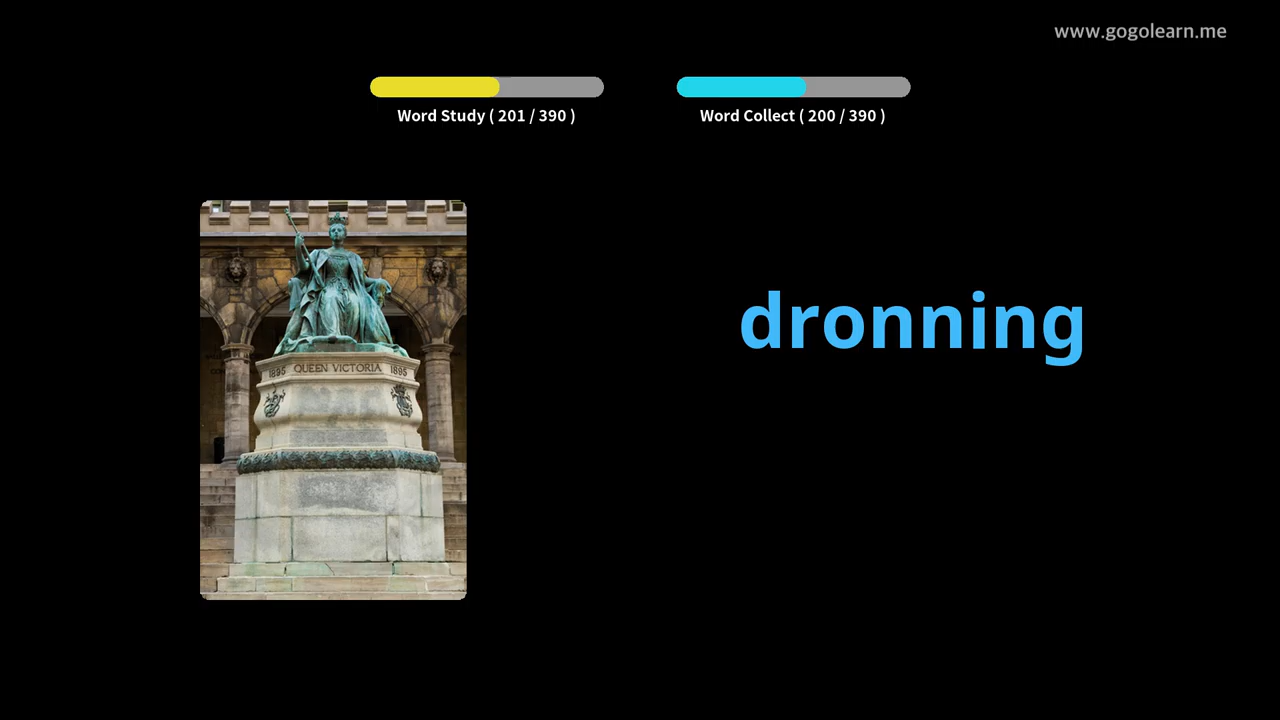 www.gogolearn.me
Word Study ( 201 / 390 )
Word Collect ( 200 / 390 )
1895 QUEEN VICTORIA 1895
dronning